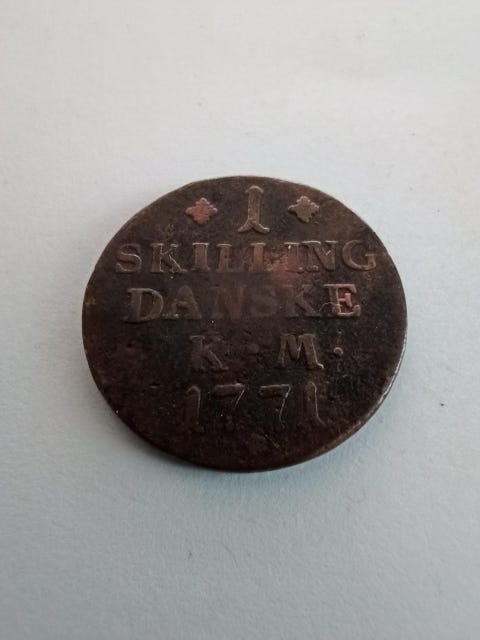 1
SKILLING
DANSKE
K · M ·
1771